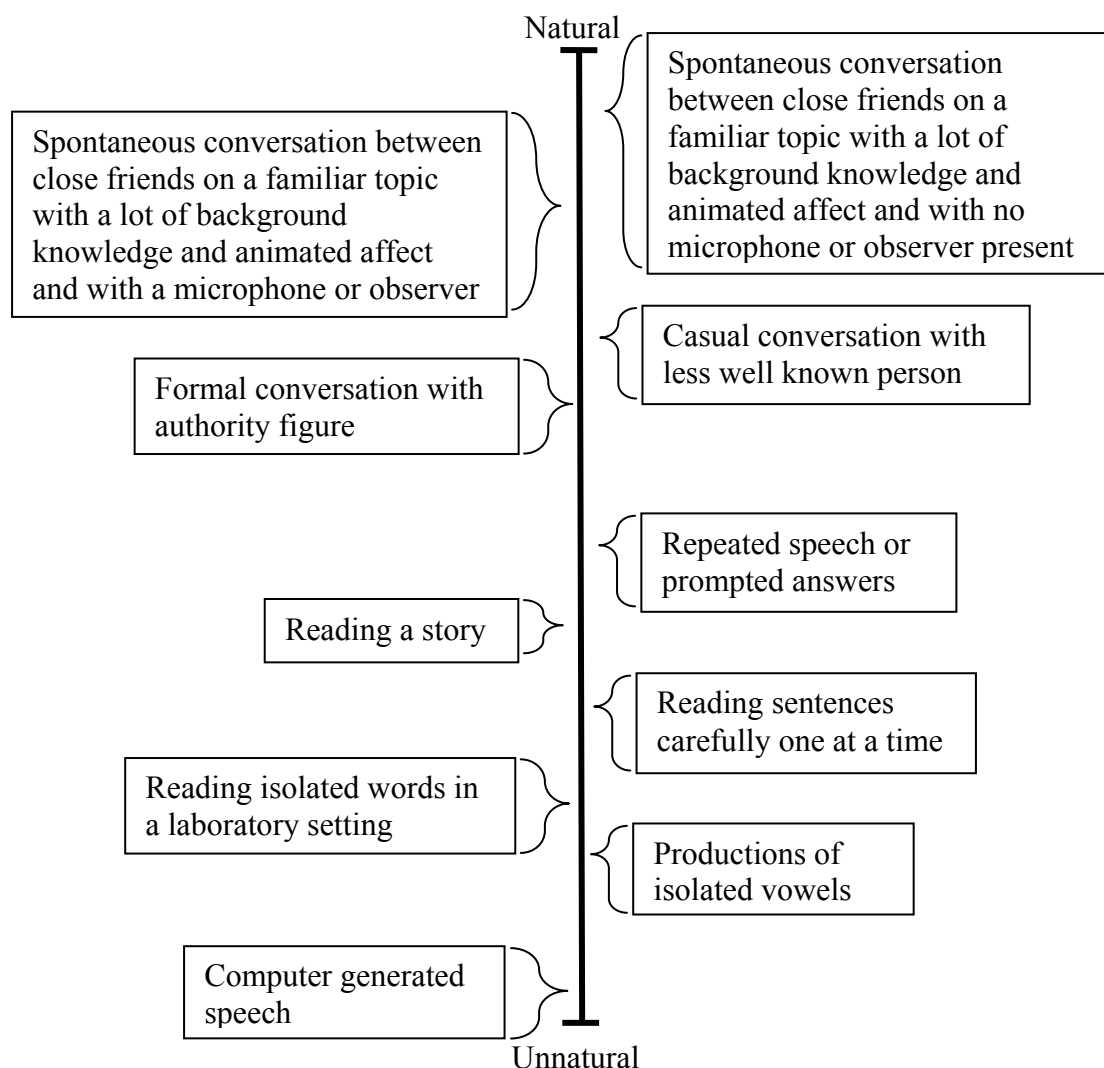 Natural
Spontaneous conversation
between close friends on a
familiar topic with a lot of
background knowledge and
animated affect and with no
microphone or observer present
Spontaneous conversation between
close friends on a familiar topic
with a lot of background
knowledge and animated affect
and with a microphone or observer
Casual conversation with
less well known person
Formal conversation with
authority figure
Repeated speech or
prompted answers
Reading a story
Reading sentences
carefully one at a time
Reading isolated words in
a laboratory setting
Productions of
isolated vowels
Computer generated
speech
Unnatural